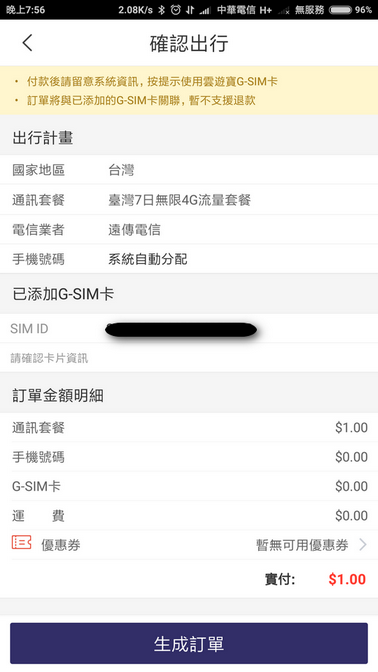 晚上7:56 2.08K/s 中華電信 H+ 無服務 96%
確認出行
• 付款後請留意系統資訊，按提示使用雲遊寶G-SIM卡
• 訂單將與已添加的G-SIM卡關聯，暫不支援退款
出行計畫
國家地區 台灣
通訊套餐 臺灣7日無限4G流量套餐
電信業者 遠傳電信
手機號碼 系統自動分配
已添加G-SIM卡
SIM ID
請確認卡片資訊
訂單金額明細
通訊套餐 $1.00
手機號碼 $0.00
G-SIM卡 $0.00
運 費 $0.00
優惠券 暫無可用優惠券
實付: $1.00
生成訂單